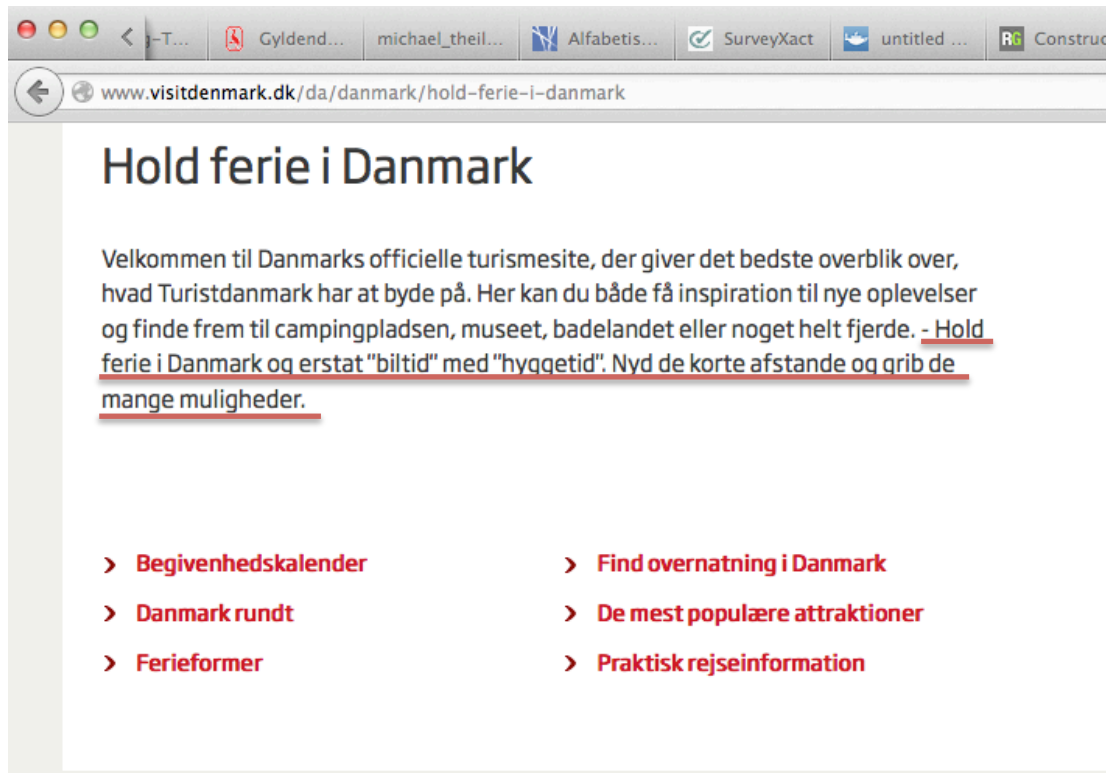 g-T...
Gyldend...
michael_theil...
Alfabetis...
SurveyXact
untitled ...
RG Construc
www.visitdenmark.dk/da/danmark/hold-ferie-i-danmark
Hold ferie i Danmark
Velkommen til Danmarks officielle turismesite, der giver det bedste overblik over,
hvad Turistdanmark har at byde på. Her kan du både få inspiration til nye oplevelser
og finde frem til campingpladsen, museet, badelandet eller noget helt fjerde. - Hold
ferie i Danmark og erstat "biltid" med "hyggetid". Nyd de korte afstande og grib de
mange muligheder.
Begivenhedskalender
Danmark rundt
Ferieformer
Find overnatning i Danmark
De mest populære attraktioner
Praktisk rejseinformation